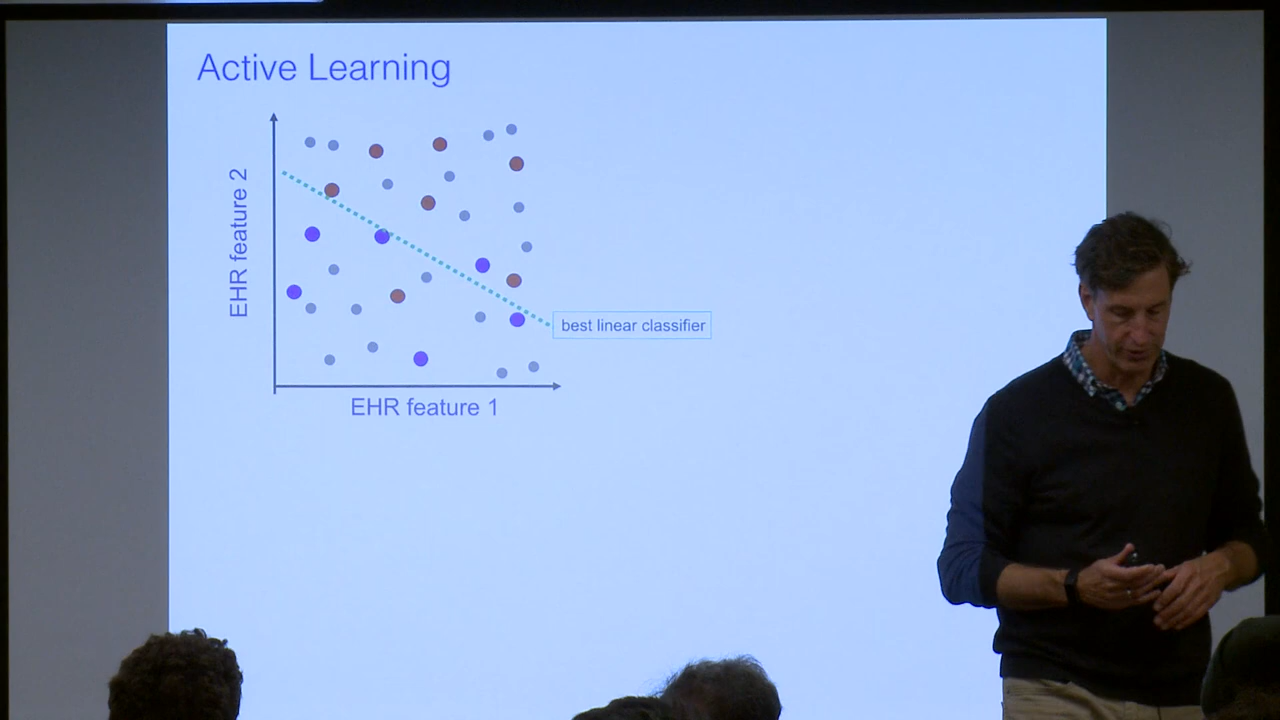 Active Learning
EHR feature 2
best linear classifier
EHR feature 1